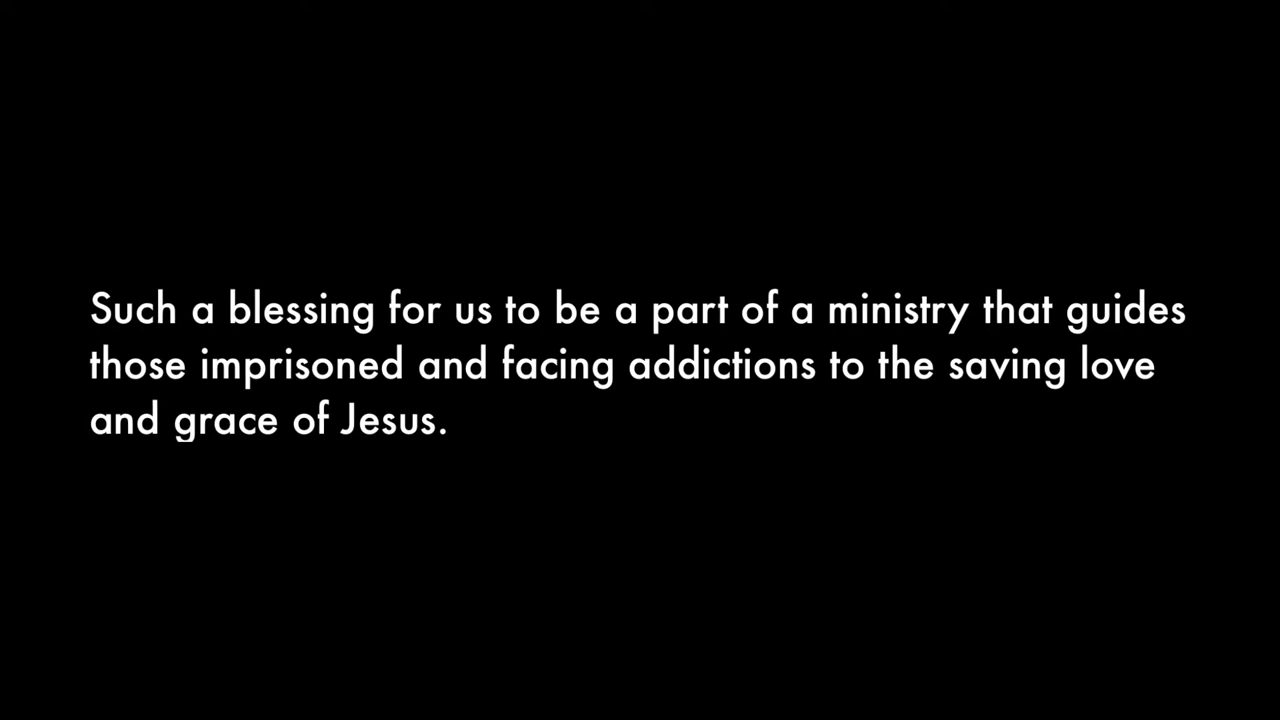 Such a blessing for us to be a part of a ministry that guides
those imprisoned and facing addictions to the saving love
and grace of Jesus.